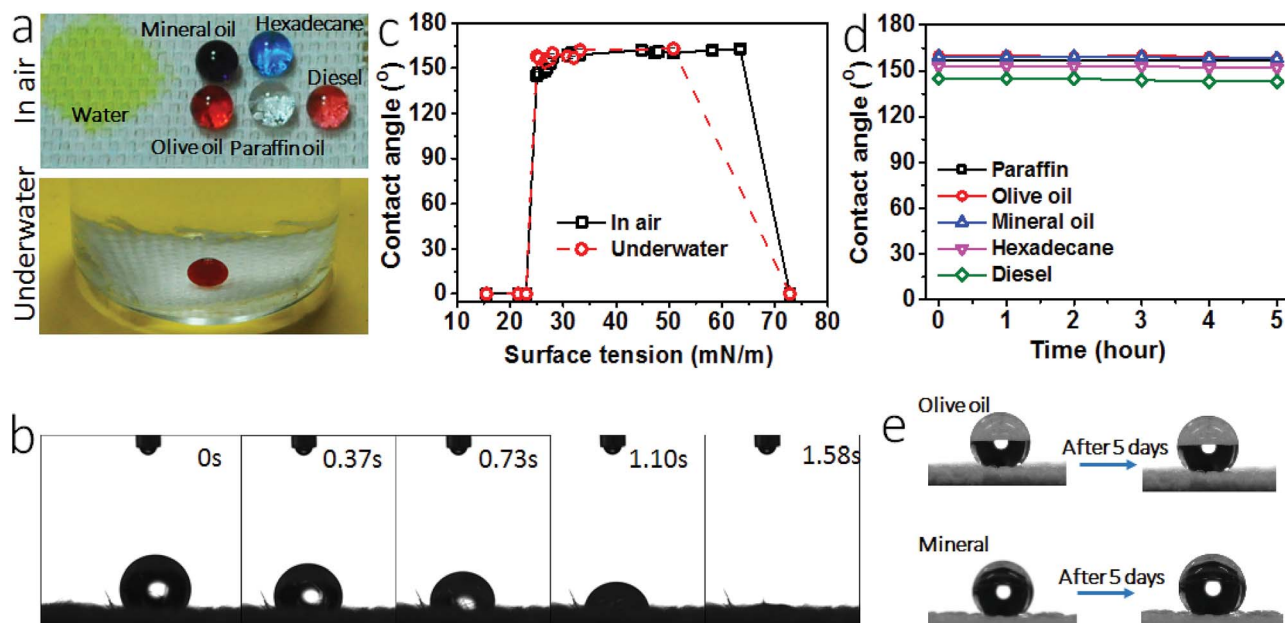 a
In air
Underwater
Mineral oil
Hexadecane
Diesel
Water
Olive oil
Paraffin oil
c
180
150
120
90
60
30
0
Contact angle (°)
In air
Underwater
10
20
30
40
50
60
70
80
Surface tension (mN/m)
d
180
150
120
90
60
30
0
Contact angle (°)
Paraffin
Olive oil
Mineral oil
Hexadecane
Diesel
0
1
2
3
4
5
Time (hour)
b
0s
0.37s
0.73s
1.10s
1.58s
e
Olive oil
After 5 days
Mineral
After 5 days